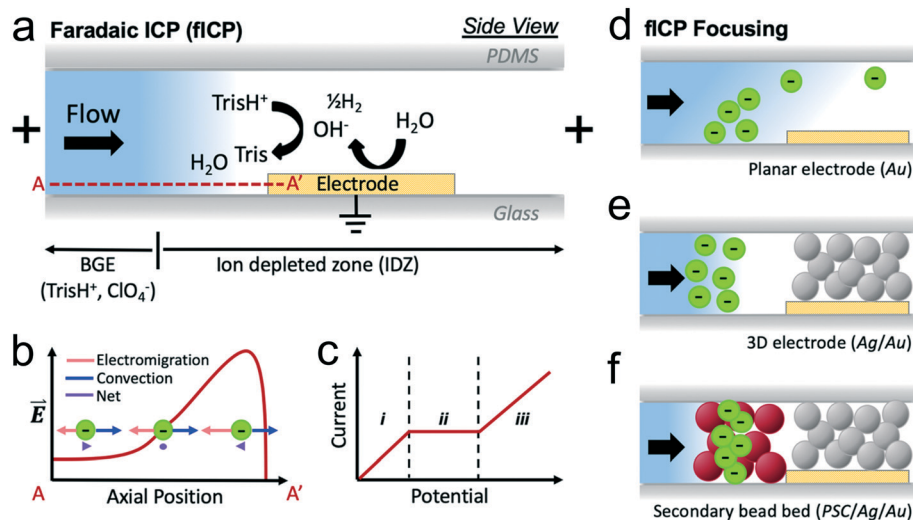 a
Faradaic ICP (fICP)
Side View
PDMS
+
Flow
TrisH⁺
½H₂
OH⁻
H₂O
Tris
H₂O
+
A
A’
Electrode
Glass
BGE
(TrisH⁺, ClO₄⁻)
Ion depleted zone (IDZ)
b
Electromigration
Convection
Net
E
A
Axial Position
A’
c
Current
i
ii
iii
Potential
d
fICP Focusing
Planar electrode (Au)
e
3D electrode (Ag/Au)
f
Secondary bead bed (PSC/Ag/Au)